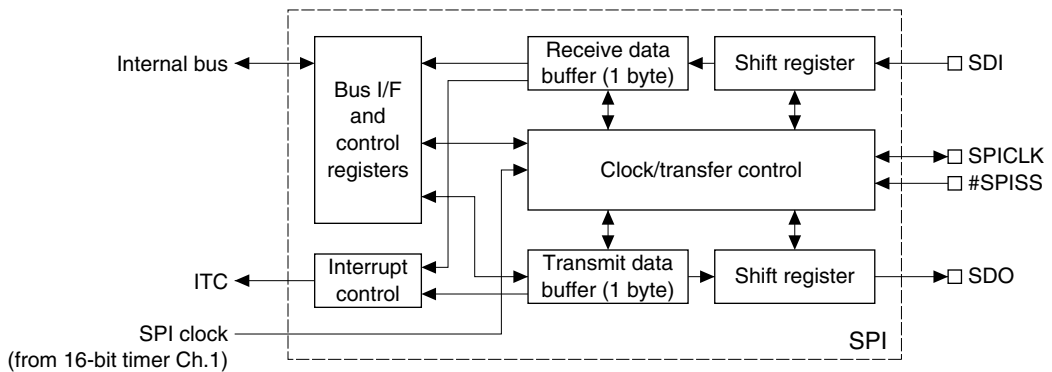 Internal bus
Bus I/F
and
control
registers
Receive data
buffer (1 byte)
Shift register
SDI
Clock/transfer control
SPICLK
#SPISS
ITC
Interrupt
control
Transmit data
buffer (1 byte)
Shift register
SDO
SPI clock
(from 16-bit timer Ch.1)
SPI